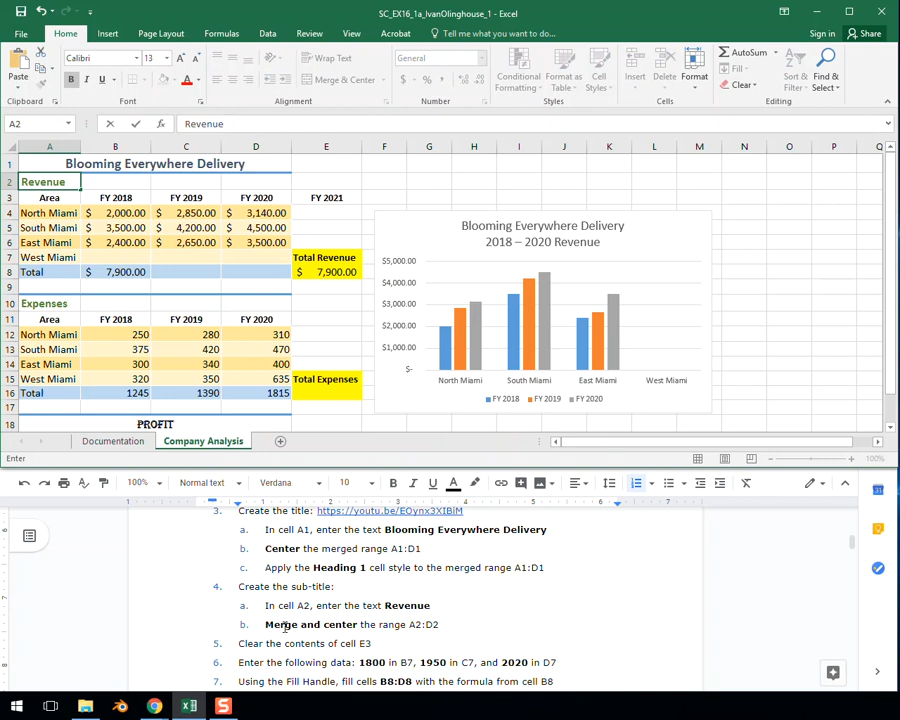 SC_EX16_1a_IvanOlinghouse_1 - Excel
File Home Insert Page Layout Formulas Data Review View Acrobat Tell me what you want to do... Sign in Share
Calibri 13 Wrap Text General AutoSum
Fill
Clear
Merge & Center
Paste Conditional Formatting Format as Table Cell Styles Insert Delete Format Sort & Filter Find & Select
Clipboard Font Alignment Number Styles Cells Editing
A2 Revenue
A B C D E F G H I J K L M N O P Q
1 Blooming Everywhere Delivery
2 Revenue
3 Area FY 2018 FY 2019 FY 2020 FY 2021
4 North Miami $ 2,000.00 $ 2,850.00 $ 3,140.00
5 South Miami $ 3,500.00 $ 4,200.00 $ 4,500.00
6 East Miami $ 2,400.00 $ 2,650.00 $ 3,500.00
7 West Miami Total Revenue
8 Total $ 7,900.00 $ 7,900.00
9
10 Expenses
11 Area FY 2018 FY 2019 FY 2020
12 North Miami 250 280 310
13 South Miami 375 420 470
14 East Miami 300 340 400
15 West Miami 320 350 635 Total Expenses
16 Total 1245 1390 1815
17
18 PROFIT
Blooming Everywhere Delivery
2018 – 2020 Revenue
$5,000.00
$4,000.00
$3,000.00
$2,000.00
$1,000.00
$-
North Miami South Miami East Miami West Miami
FY 2018 FY 2019 FY 2020
Documentation Company Analysis
Enter 100%
100% Normal text Verdana 10 B I U A
1 1 2 3 4 5 6 7
3. Create the title: https://youtu.be/EOynx3XIBiM
a. In cell A1, enter the text Blooming Everywhere Delivery
b. Center the merged range A1:D1
c. Apply the Heading 1 cell style to the merged range A1:D1
4. Create the sub-title:
a. In cell A2, enter the text Revenue
b. Merge and center the range A2:D2
5. Clear the contents of cell E3
6. Enter the following data: 1800 in B7, 1950 in C7, and 2020 in D7
7. Using the Fill Handle, fill cells B8:D8 with the formula from cell B8